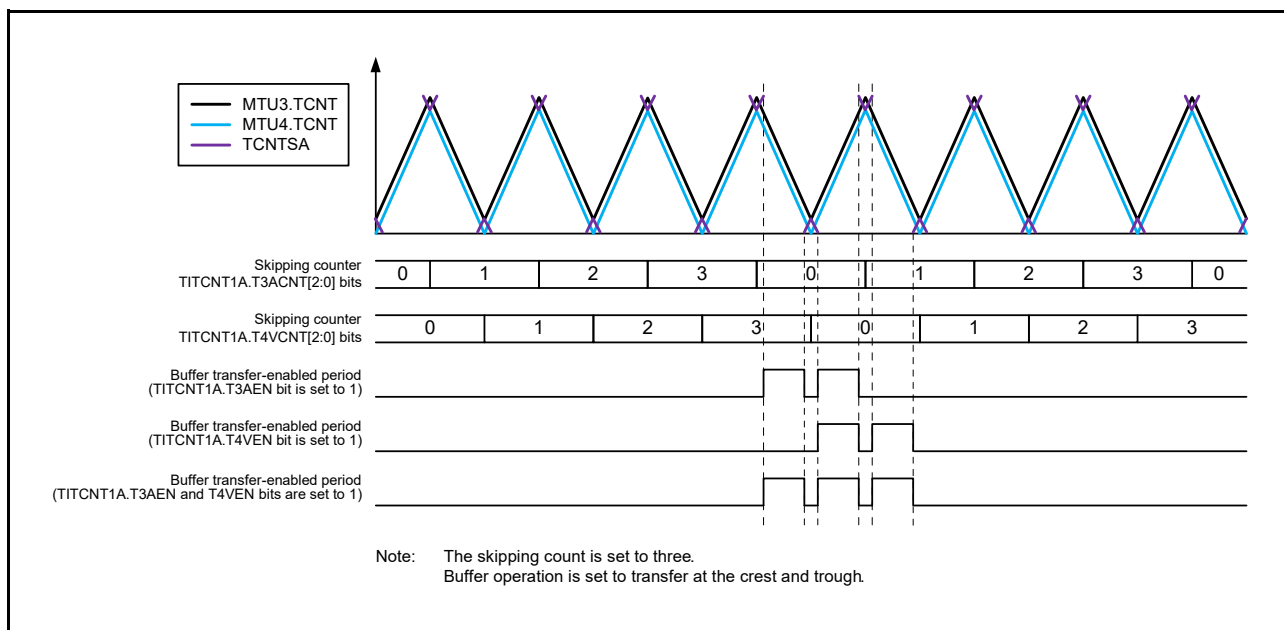 MTU3.TCNT
MTU4.TCNT
TCNTSA
Skipping counter
TITCNT1A.T3ACNT[2:0] bits
0 1 2 3 0 1 2 3 0
Skipping counter
TITCNT1A.T4VCNT[2:0] bits
0 1 2 3 0 1 2 3
Buffer transfer-enabled period
(TITCNT1A.T3AEN bit is set to 1)
Buffer transfer-enabled period
(TITCNT1A.T4VEN bit is set to 1)
Buffer transfer-enabled period
(TITCNT1A.T3AEN and T4VEN bits are set to 1)
Note: The skipping count is set to three.
Buffer operation is set to transfer at the crest and trough.